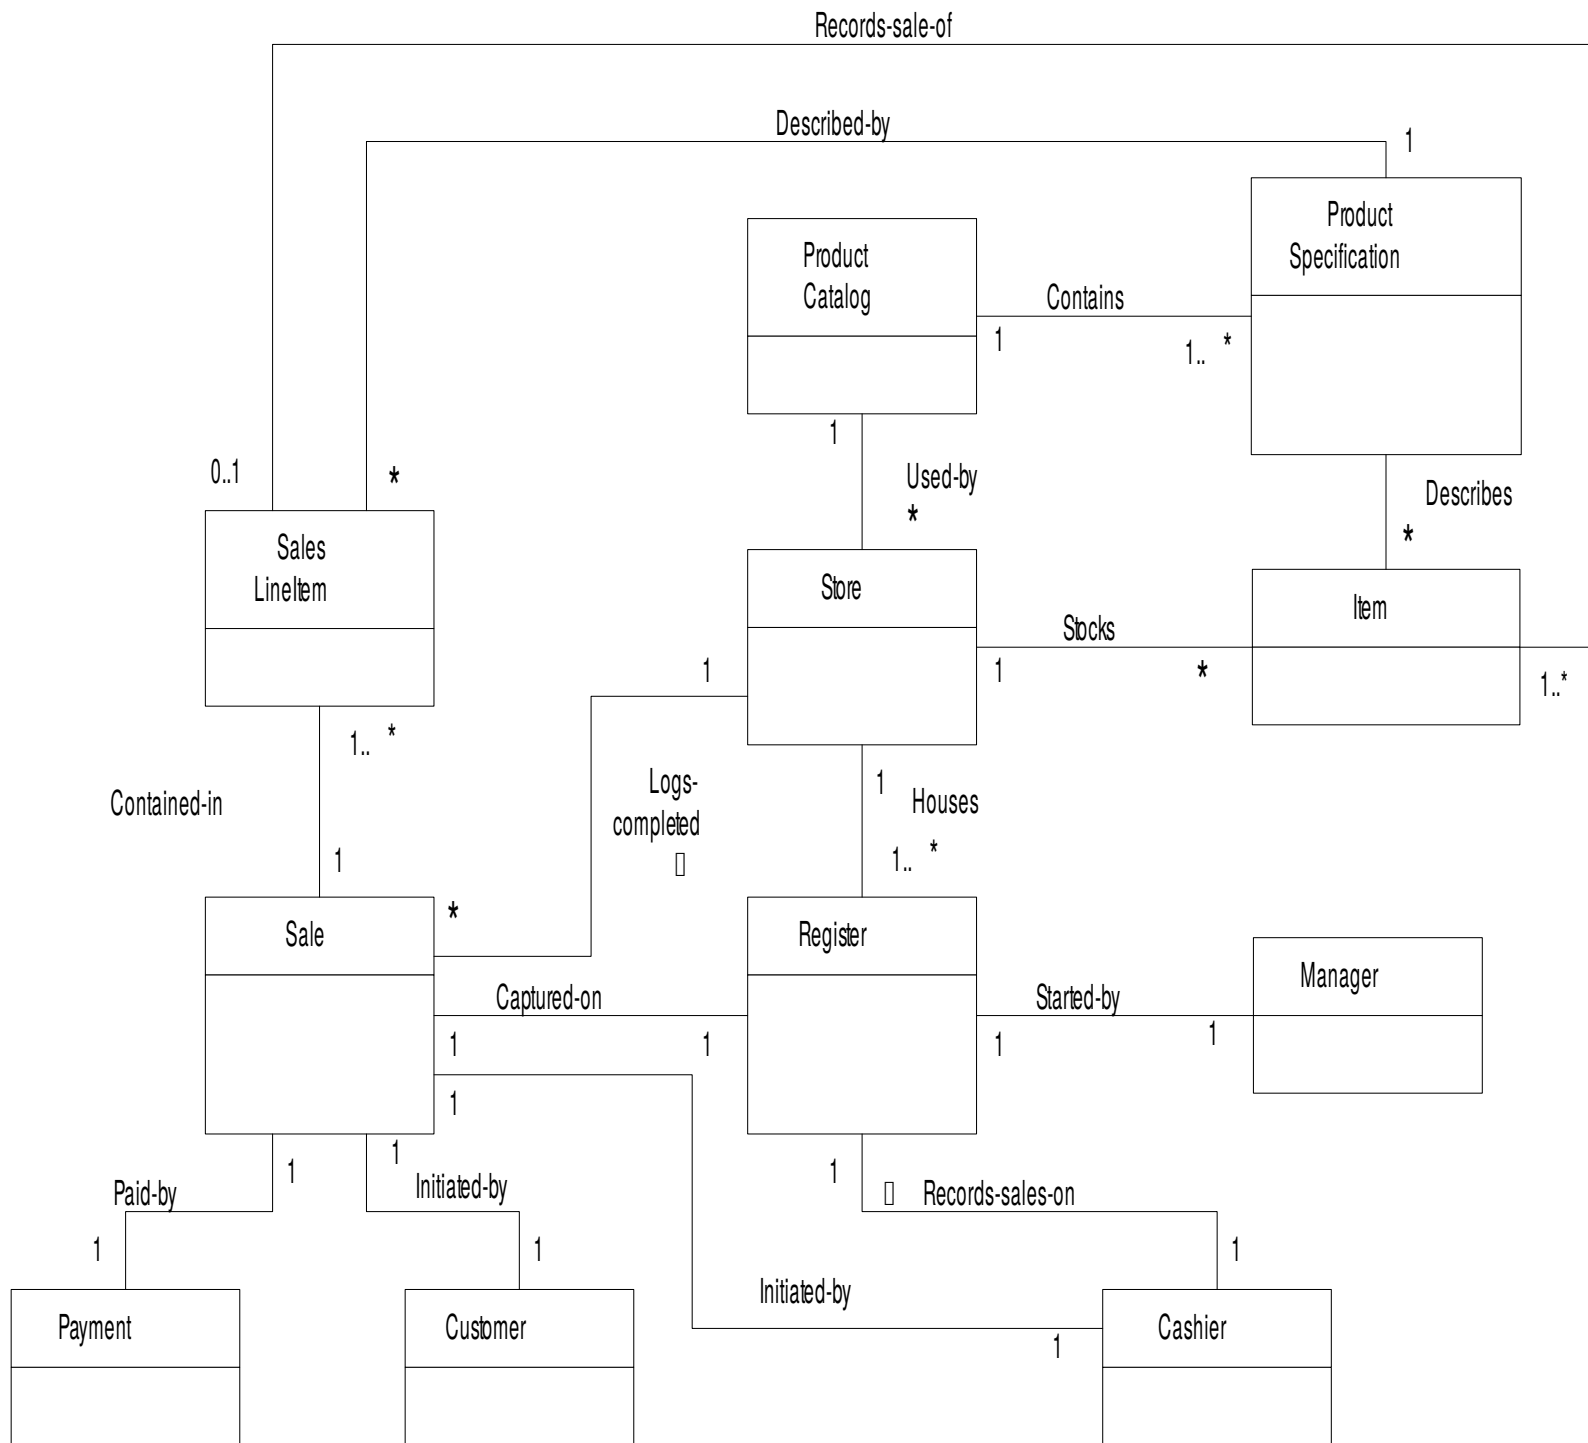 Records-sale-of
Described-by
1
Product
Specification
Product
Catalog
Contains
1
1.. *
1
0..1
*
Used-by
*
Describes
*
Sales
LineItem
Store
Item
Stocks
1
1
*
1..*
1.. *
Logs-
completed
1
Houses
Contained-in
1
1.. *
*
Sale
Register
Manager
Captured-on
Started-by
1
1
1
1
1
1
1
1
Paid-by
Initiated-by
Records-sales-on
1
1
1
Initiated-by
1
Payment
Customer
Cashier